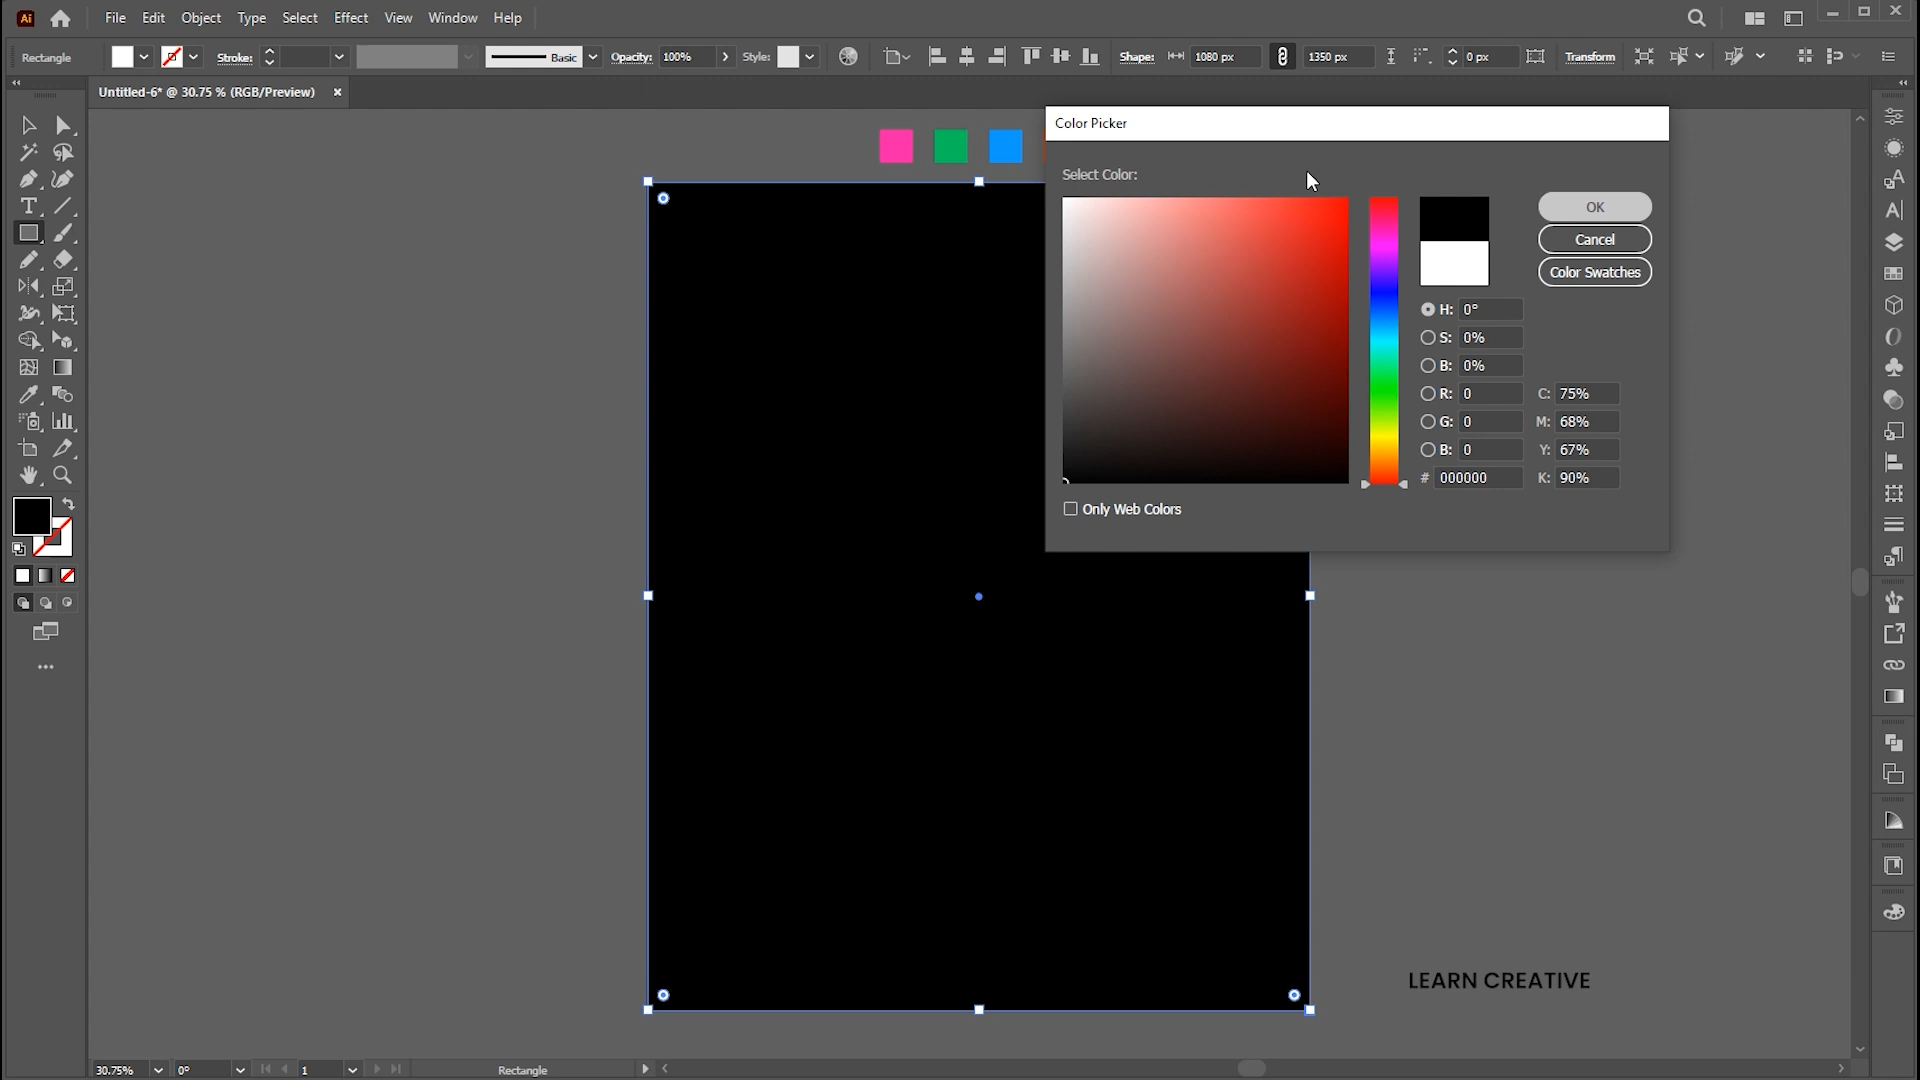 Ai File Edit Object Type Select Effect View Window Help
Rectangle Stroke: Basic Opacity: 100% Style: Shape: 1080 px 1350 px 0 px Transform
Untitled-6* @ 30.75 % (RGB/Preview) ×
Color Picker
Select Color:
OK
Cancel
Color Swatches
H: 0°
S: 0%
B: 0%
R: 0 C: 75%
G: 0 M: 68%
B: 0 Y: 67%
# 000000 K: 90%
Only Web Colors
LEARN CREATIVE
30.75% 0° 1 Rectangle